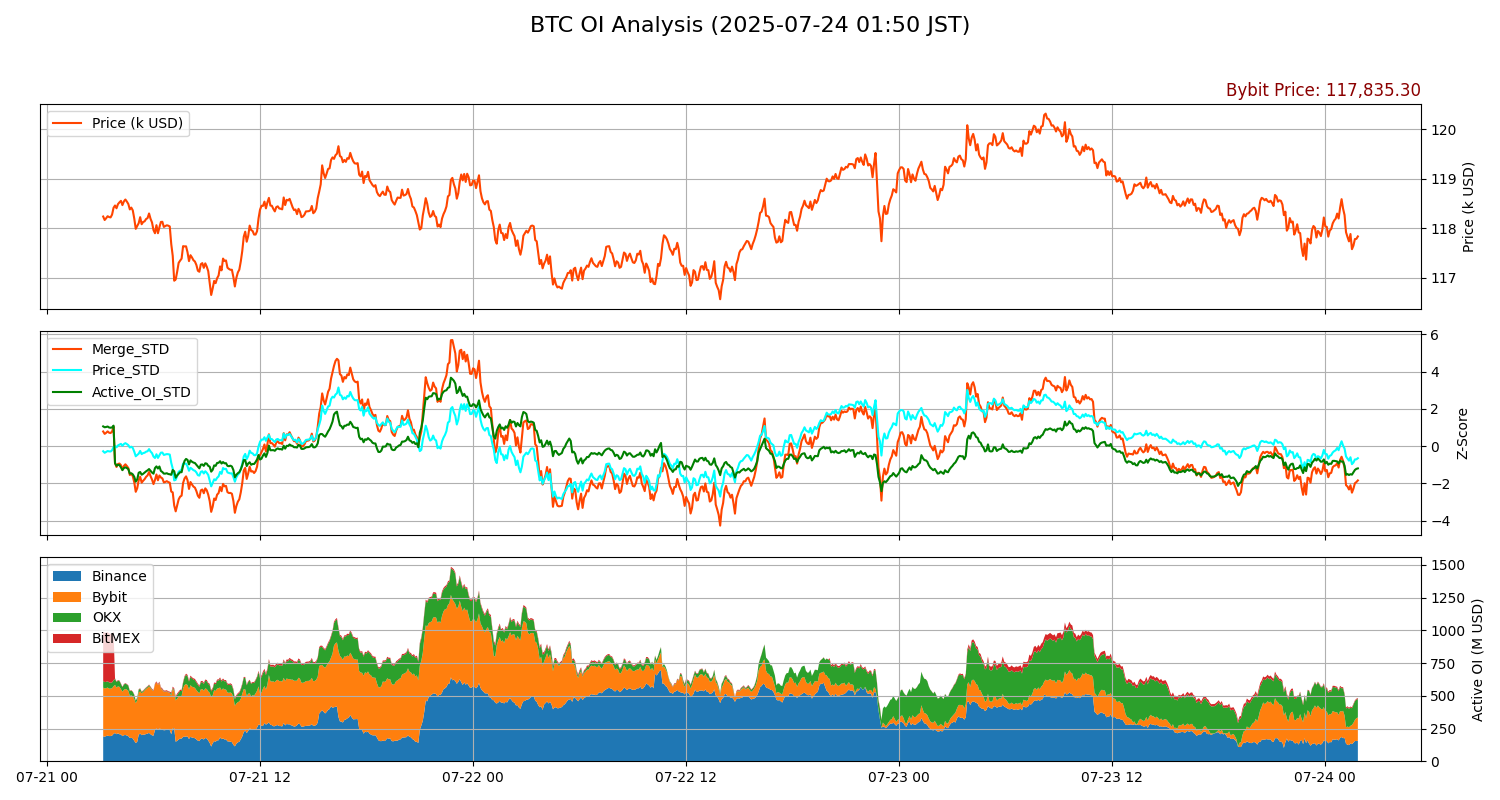 BTC OI Analysis (2025-07-24 01:50 JST)
Bybit Price: 117,835.30
Price (k USD)
120
119
118
117
Price (k USD)
Merge_STD
Price_STD
Active_OI_STD
6
4
2
0
−2
−4
Z-Score
Binance
Bybit
OKX
BitMEX
1500
1250
1000
750
500
250
0
Active OI (M USD)
07-21 00 07-21 12 07-22 00 07-22 12 07-23 00 07-23 12 07-24 00